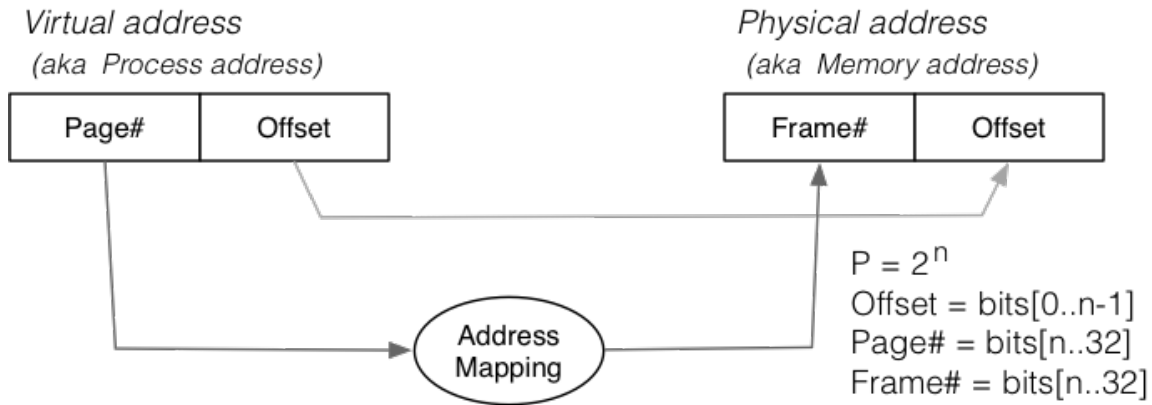 Virtual address
(aka Process address)
Page#
Offset
Physical address
(aka Memory address)
Frame#
Offset
Address
Mapping
P = 2^n
Offset = bits[0..n-1]
Page# = bits[n..32]
Frame# = bits[n..32]